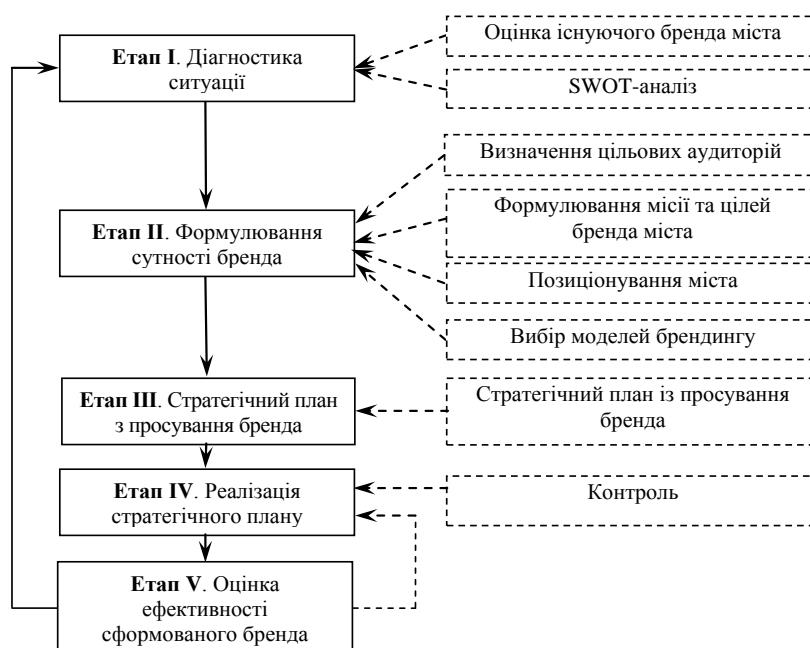 Етап I. Діагностика
ситуації
Оцінка існуючого бренда міста
SWOT-аналіз
Визначення цільових аудиторій
Етап II. Формулювання
сутності бренда
Формулювання місії та цілей
бренда міста
Позиціонування міста
Вибір моделей брендингу
Етап III. Стратегічний план
з просування бренда
Стратегічний план із просування
бренда
Етап IV. Реалізація
стратегічного плану
Контроль
Етап V. Оцінка
ефективності
сформованого бренда